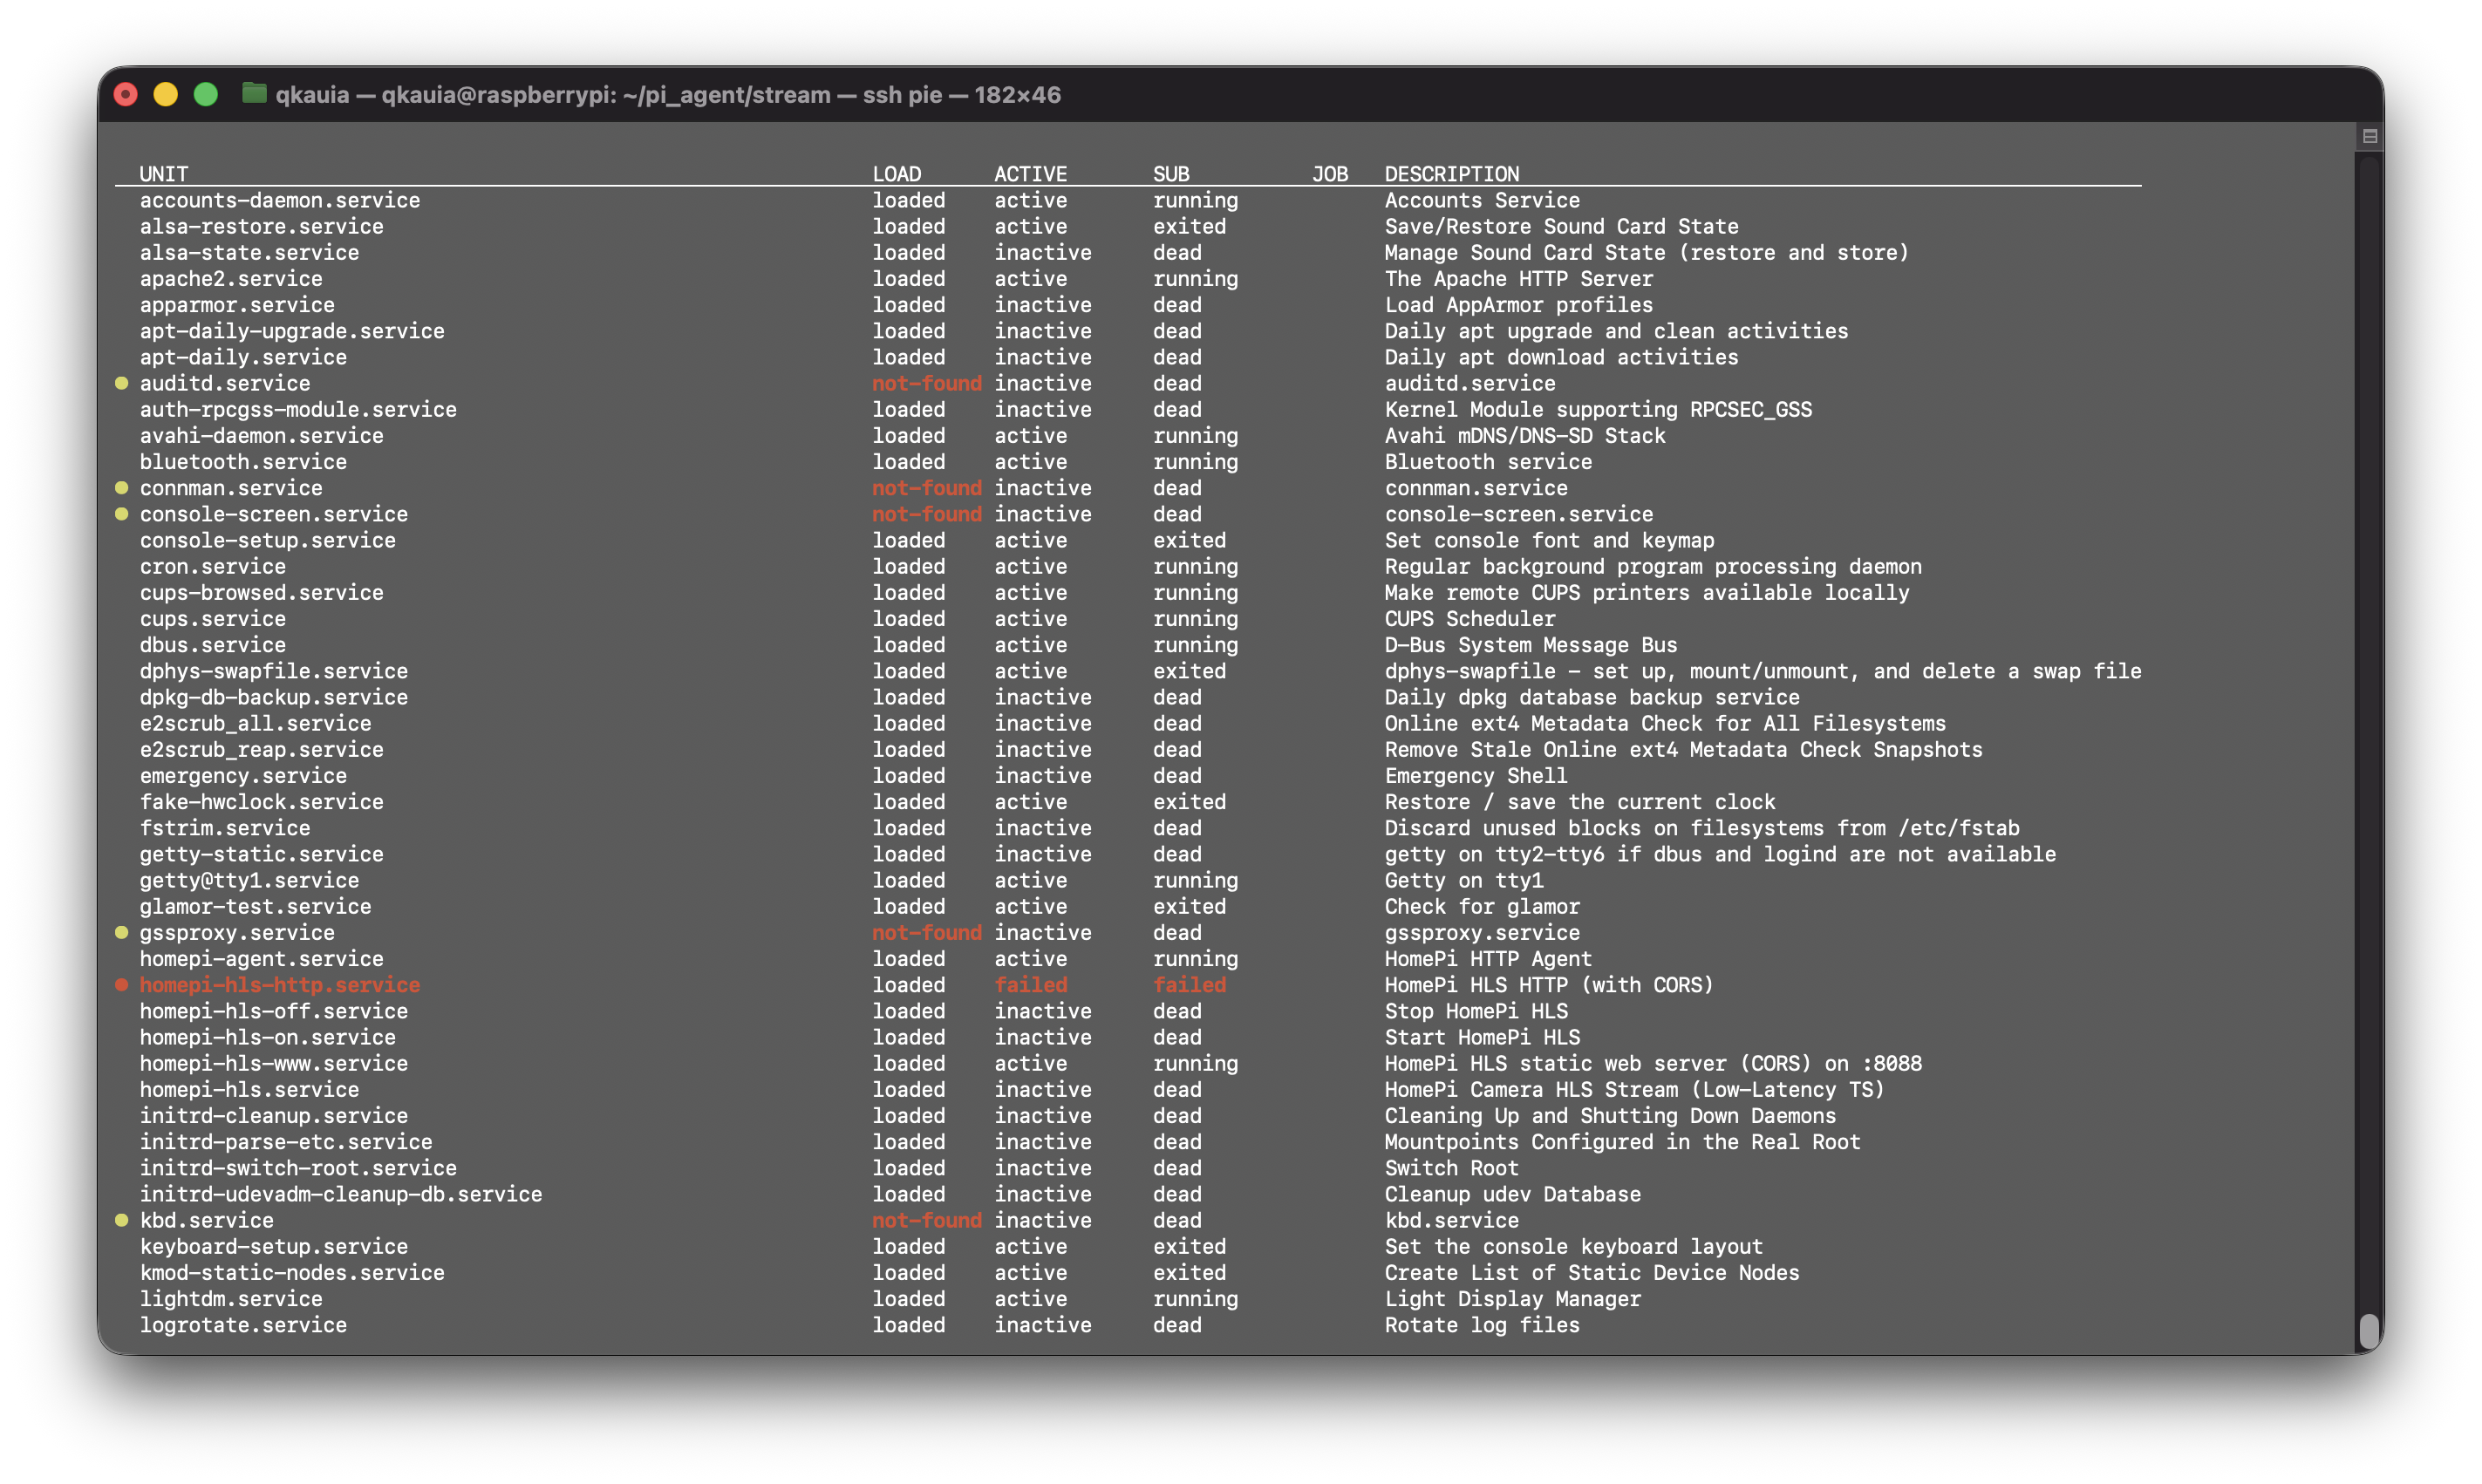 qkauia — qkauia@raspberrypi: ~/pi_agent/stream — ssh pie — 182×46
UNIT LOAD ACTIVE SUB JOB DESCRIPTION
accounts-daemon.service loaded active running Accounts Service
alsa-restore.service loaded active exited Save/Restore Sound Card State
alsa-state.service loaded inactive dead Manage Sound Card State (restore and store)
apache2.service loaded active running The Apache HTTP Server
apparmor.service loaded inactive dead Load AppArmor profiles
apt-daily-upgrade.service loaded inactive dead Daily apt upgrade and clean activities
apt-daily.service loaded inactive dead Daily apt download activities
● auditd.service not-found inactive dead auditd.service
auth-rpcgss-module.service loaded inactive dead Kernel Module supporting RPCSEC_GSS
avahi-daemon.service loaded active running Avahi mDNS/DNS-SD Stack
bluetooth.service loaded active running Bluetooth service
● connman.service not-found inactive dead connman.service
● console-screen.service not-found inactive dead console-screen.service
console-setup.service loaded active exited Set console font and keymap
cron.service loaded active running Regular background program processing daemon
cups-browsed.service loaded active running Make remote CUPS printers available locally
cups.service loaded active running CUPS Scheduler
dbus.service loaded active running D-Bus System Message Bus
dphys-swapfile.service loaded active exited dphys-swapfile - set up, mount/unmount, and delete a swap file
dpkg-db-backup.service loaded inactive dead Daily dpkg database backup service
e2scrub_all.service loaded inactive dead Online ext4 Metadata Check for All Filesystems
e2scrub_reap.service loaded inactive dead Remove Stale Online ext4 Metadata Check Snapshots
emergency.service loaded inactive dead Emergency Shell
fake-hwclock.service loaded active exited Restore / save the current clock
fstrim.service loaded inactive dead Discard unused blocks on filesystems from /etc/fstab
getty-static.service loaded inactive dead getty on tty2-tty6 if dbus and logind are not available
getty@tty1.service loaded active running Getty on tty1
glamor-test.service loaded active exited Check for glamor
● gssproxy.service not-found inactive dead gssproxy.service
homepi-agent.service loaded active running HomePi HTTP Agent
● homepi-hls-http.service loaded failed failed HomePi HLS HTTP (with CORS)
homepi-hls-off.service loaded inactive dead Stop HomePi HLS
homepi-hls-on.service loaded inactive dead Start HomePi HLS
homepi-hls-www.service loaded active running HomePi HLS static web server (CORS) on :8088
homepi-hls.service loaded inactive dead HomePi Camera HLS Stream (Low-Latency TS)
initrd-cleanup.service loaded inactive dead Cleaning Up and Shutting Down Daemons
initrd-parse-etc.service loaded inactive dead Mountpoints Configured in the Real Root
initrd-switch-root.service loaded inactive dead Switch Root
initrd-udevadm-cleanup-db.service loaded inactive dead Cleanup udev Database
● kbd.service not-found inactive dead kbd.service
keyboard-setup.service loaded active exited Set the console keyboard layout
kmod-static-nodes.service loaded active exited Create List of Static Device Nodes
lightdm.service loaded active running Light Display Manager
logrotate.service loaded inactive dead Rotate log files